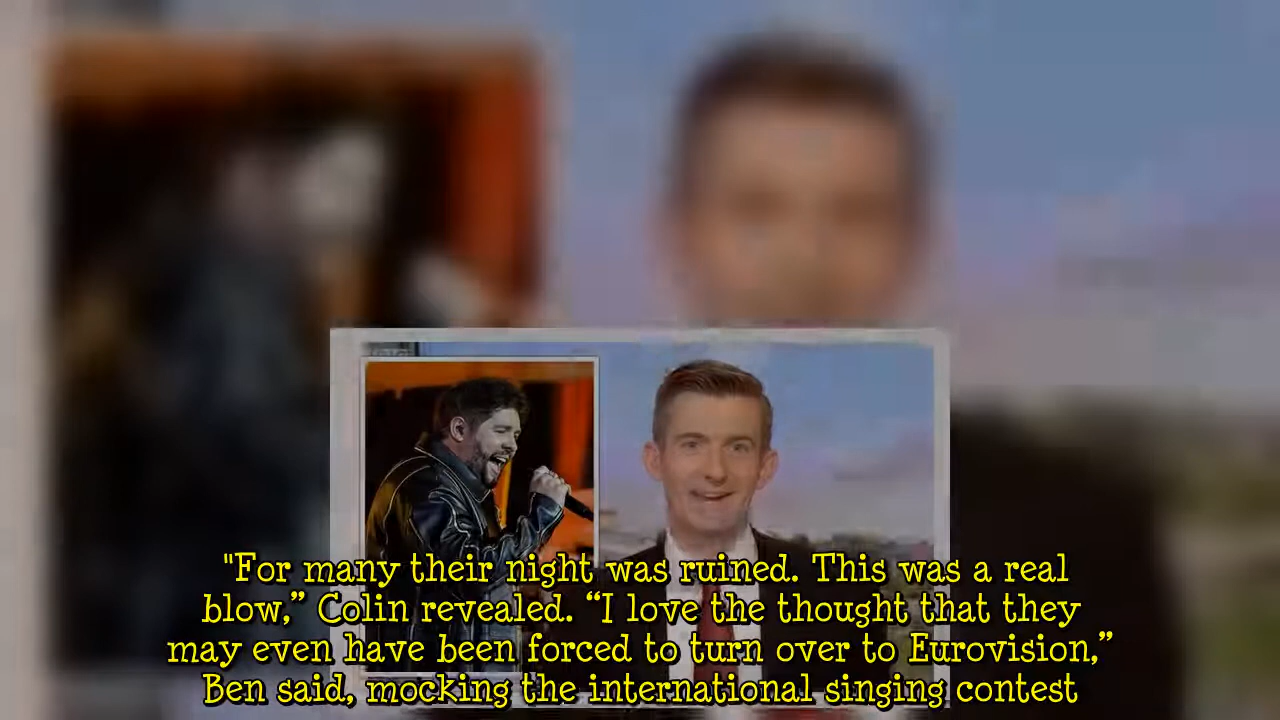 "For many their night was ruined. This was a real
blow,” Colin revealed. “I love the thought that they
may even have been forced to turn over to Eurovision,”
Ben said, mocking the international singing contest